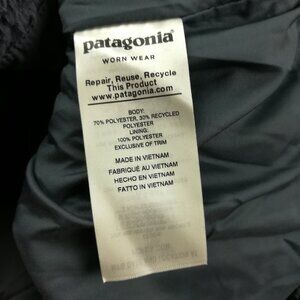 patagonia
WORN WEAR
Repair, Reuse, Recycle
This Product
www.patagonia.com
BODY:
70% POLYESTER, 30% RECYCLED
POLYESTER
LINING:
100% POLYESTER
EXCLUSIVE OF TRIM
MADE IN VIETNAM
FABRIQUÉ AU VIETNAM
HECHO EN VIETNAM
FATTO IN VIETNAM